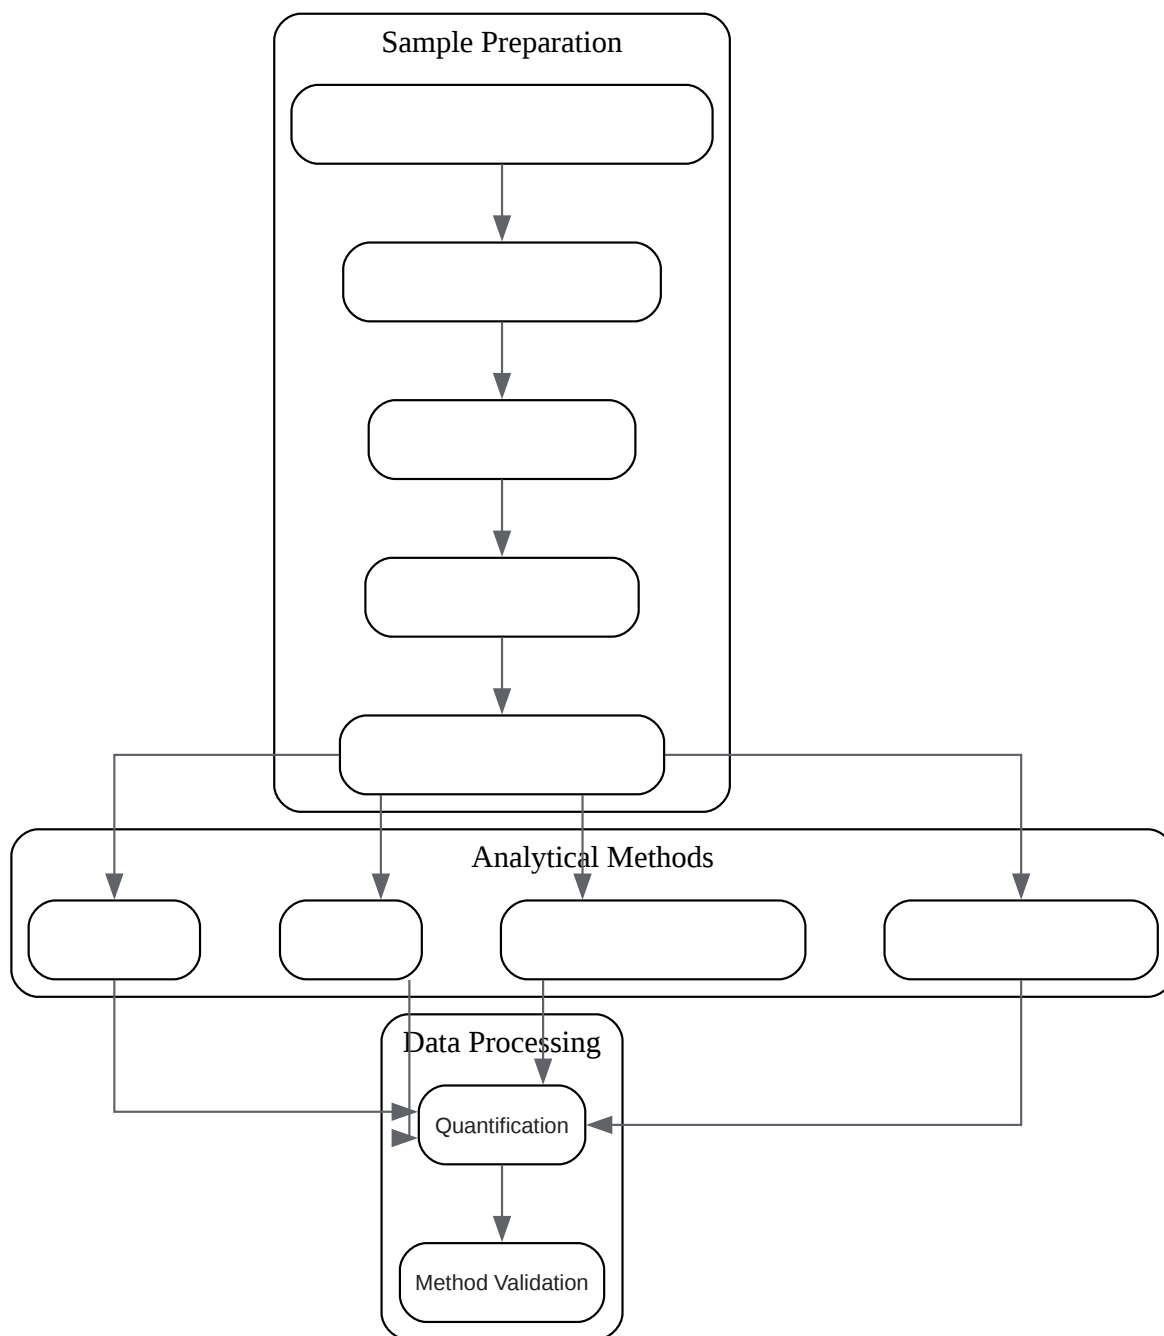 Sample Preparation
Analytical Methods
Data Processing
Quantification
Method Validation